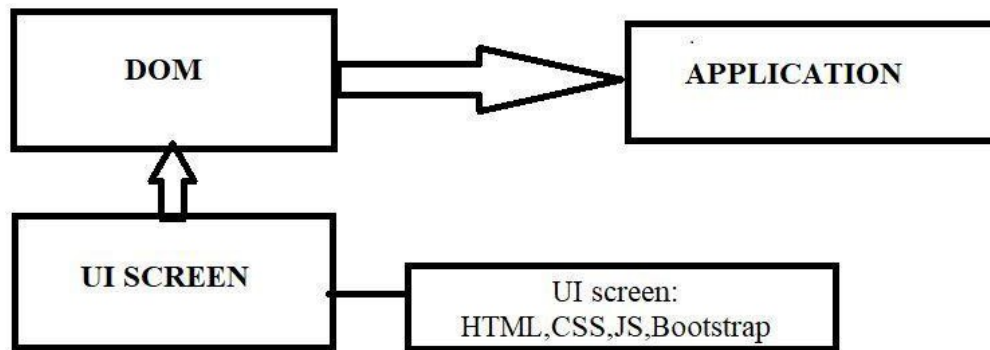 DOM
APPLICATION
UI SCREEN
UI screen:
HTML,CSS,JS,Bootstrap